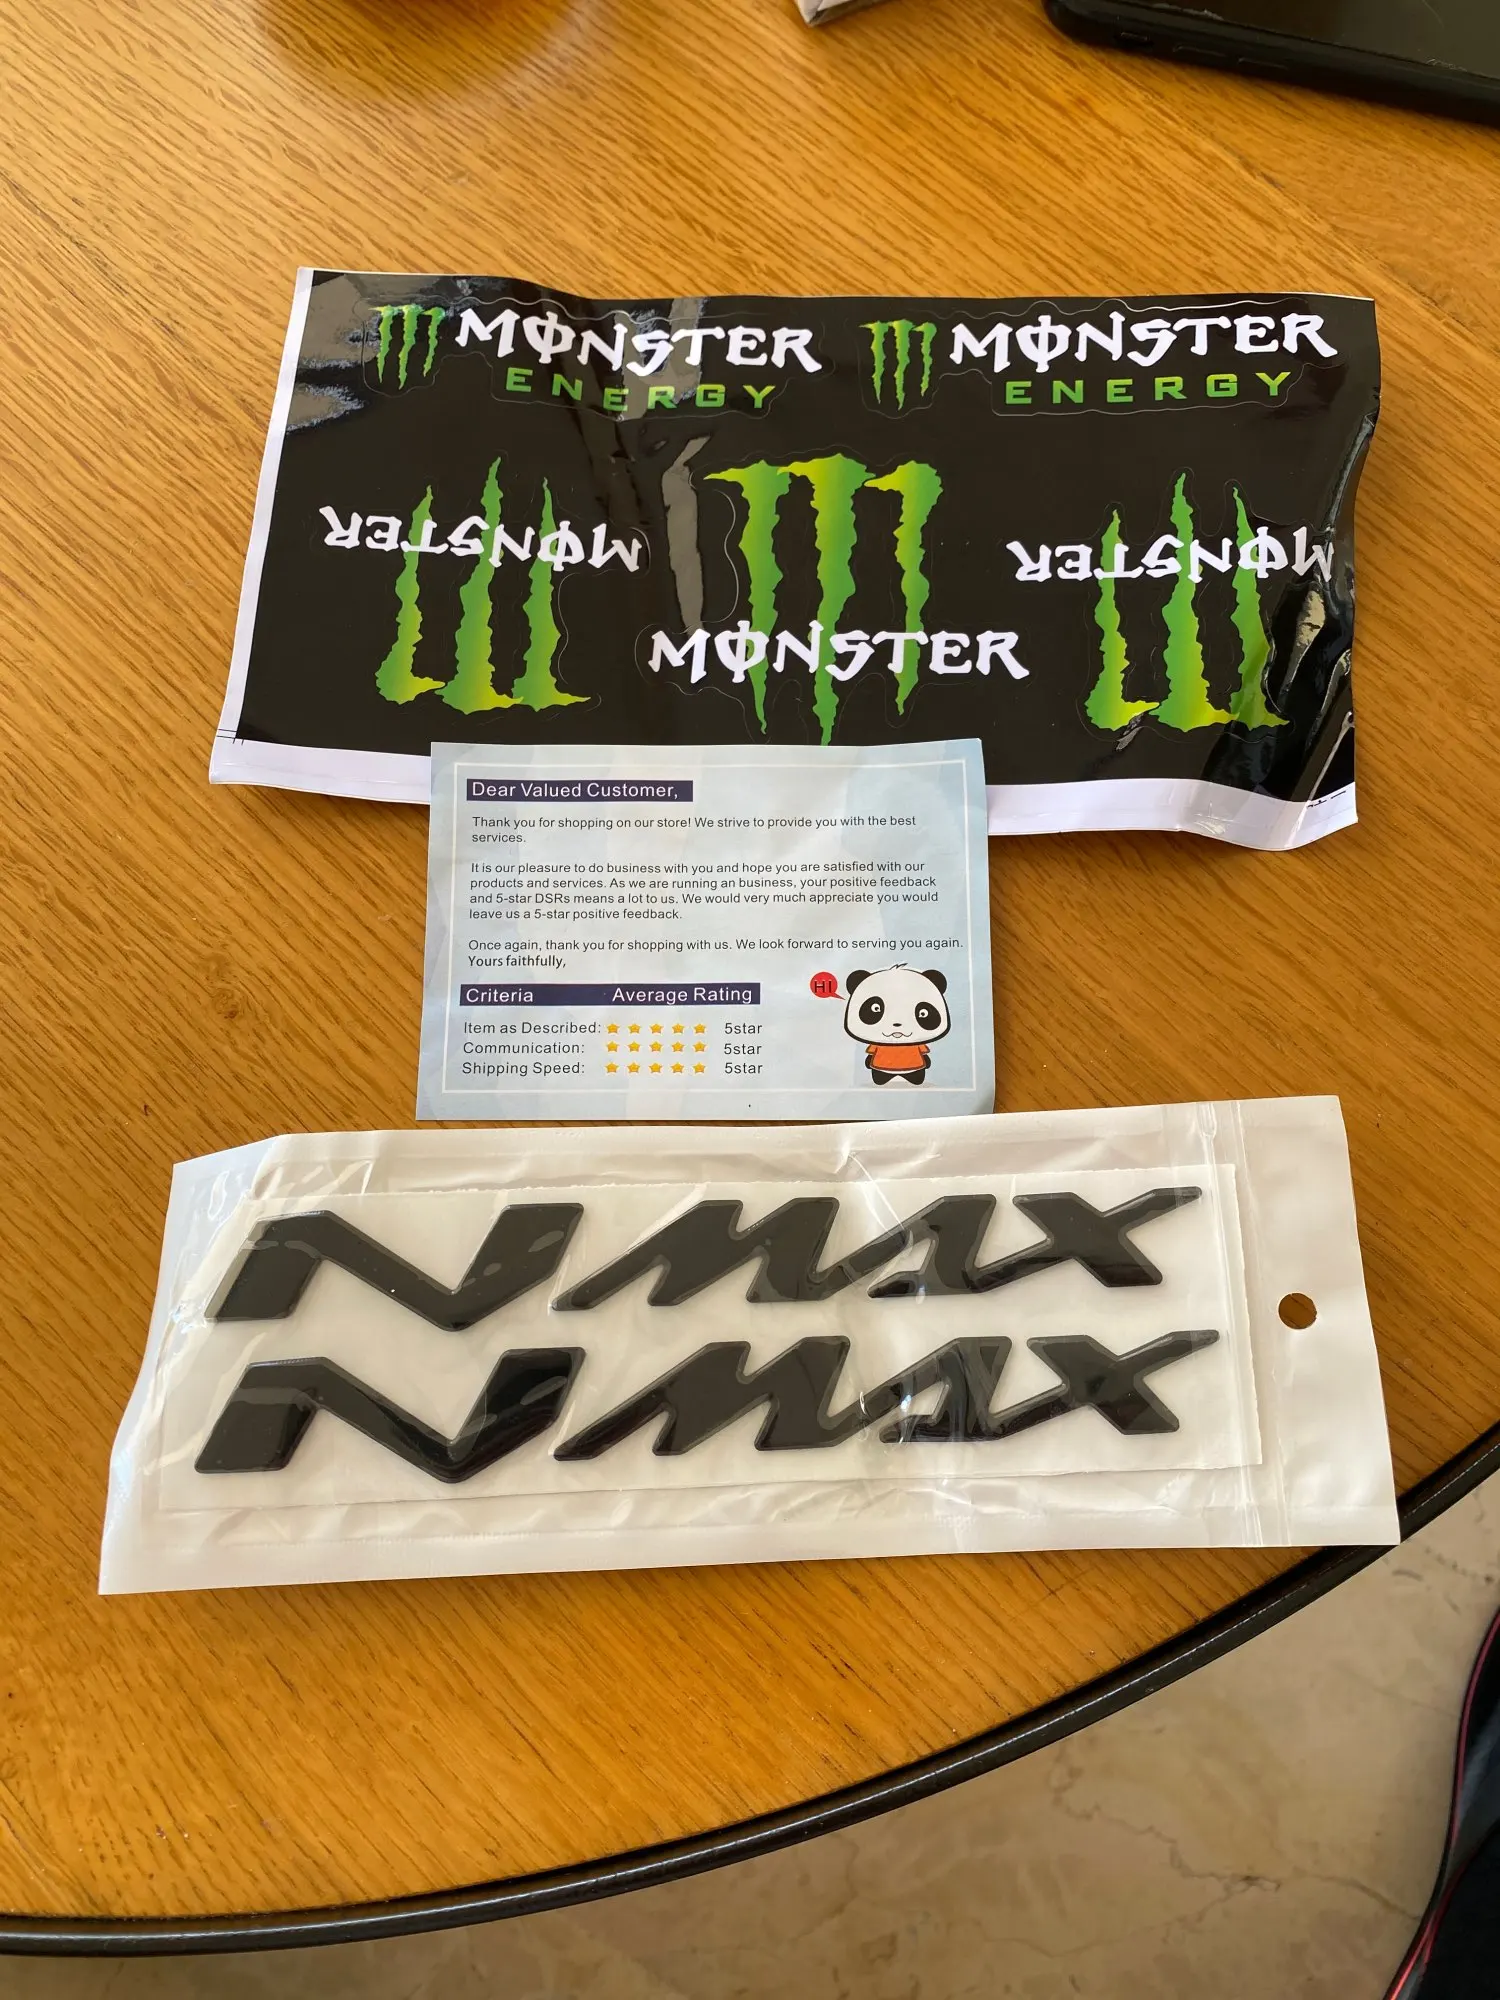 MONSTER MONSTER
ENERGY ENERGY
MONSTER MONSTER
MONSTER
Dear Valued Customer,
Thank you for shopping on our store! We strive to provide you with the best
services.
It is our pleasure to do business with you and hope you are satisfied with our
products and services. As we are running an business, your positive feedback
and 5-star DSRs means a lot to us. We would very much appreciate you would
leave us a 5-star positive feedback.
Once again, thank you for shopping with us. We look forward to serving you again.
Yours faithfully,
HI
Criteria Average Rating
Item as Described: 5star
Communication: 5star
Shipping Speed: 5star
NMAX
NMAX